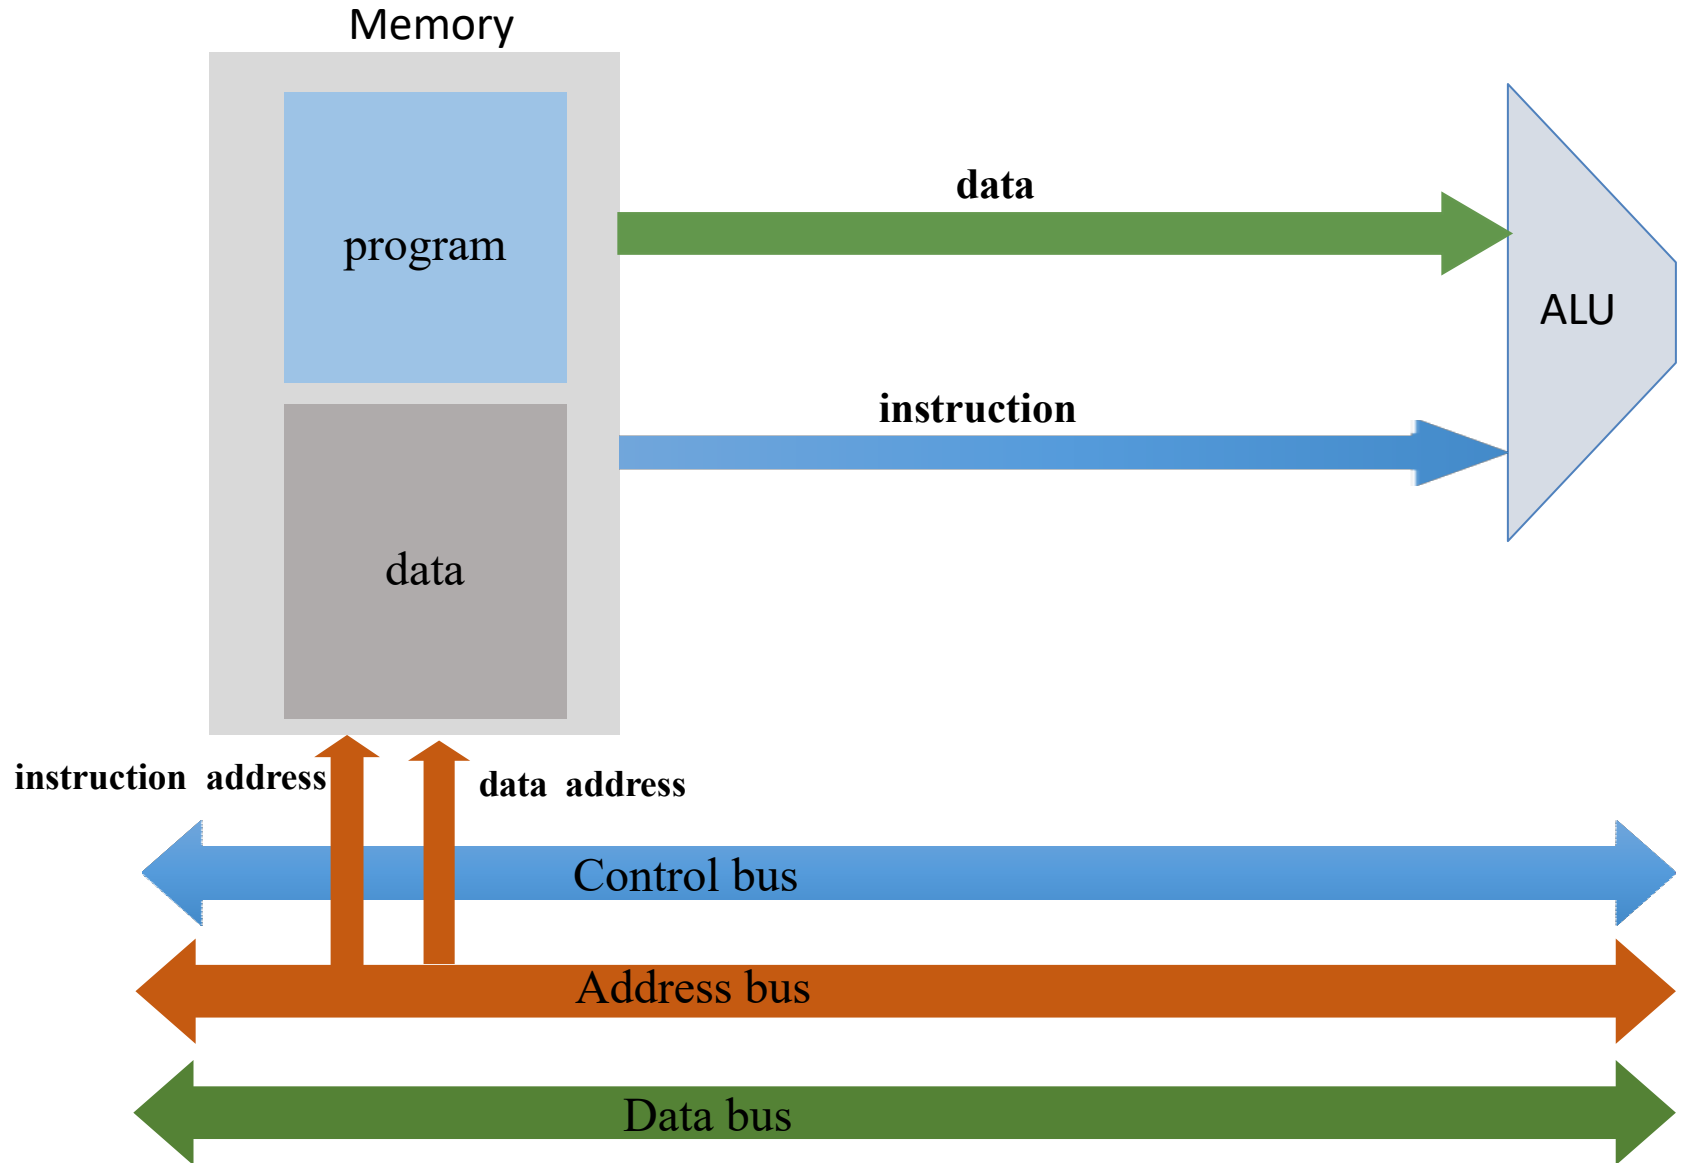 Memory
program
data
data
instruction
ALU
instruction address
data address
Control bus
Address bus
Data bus